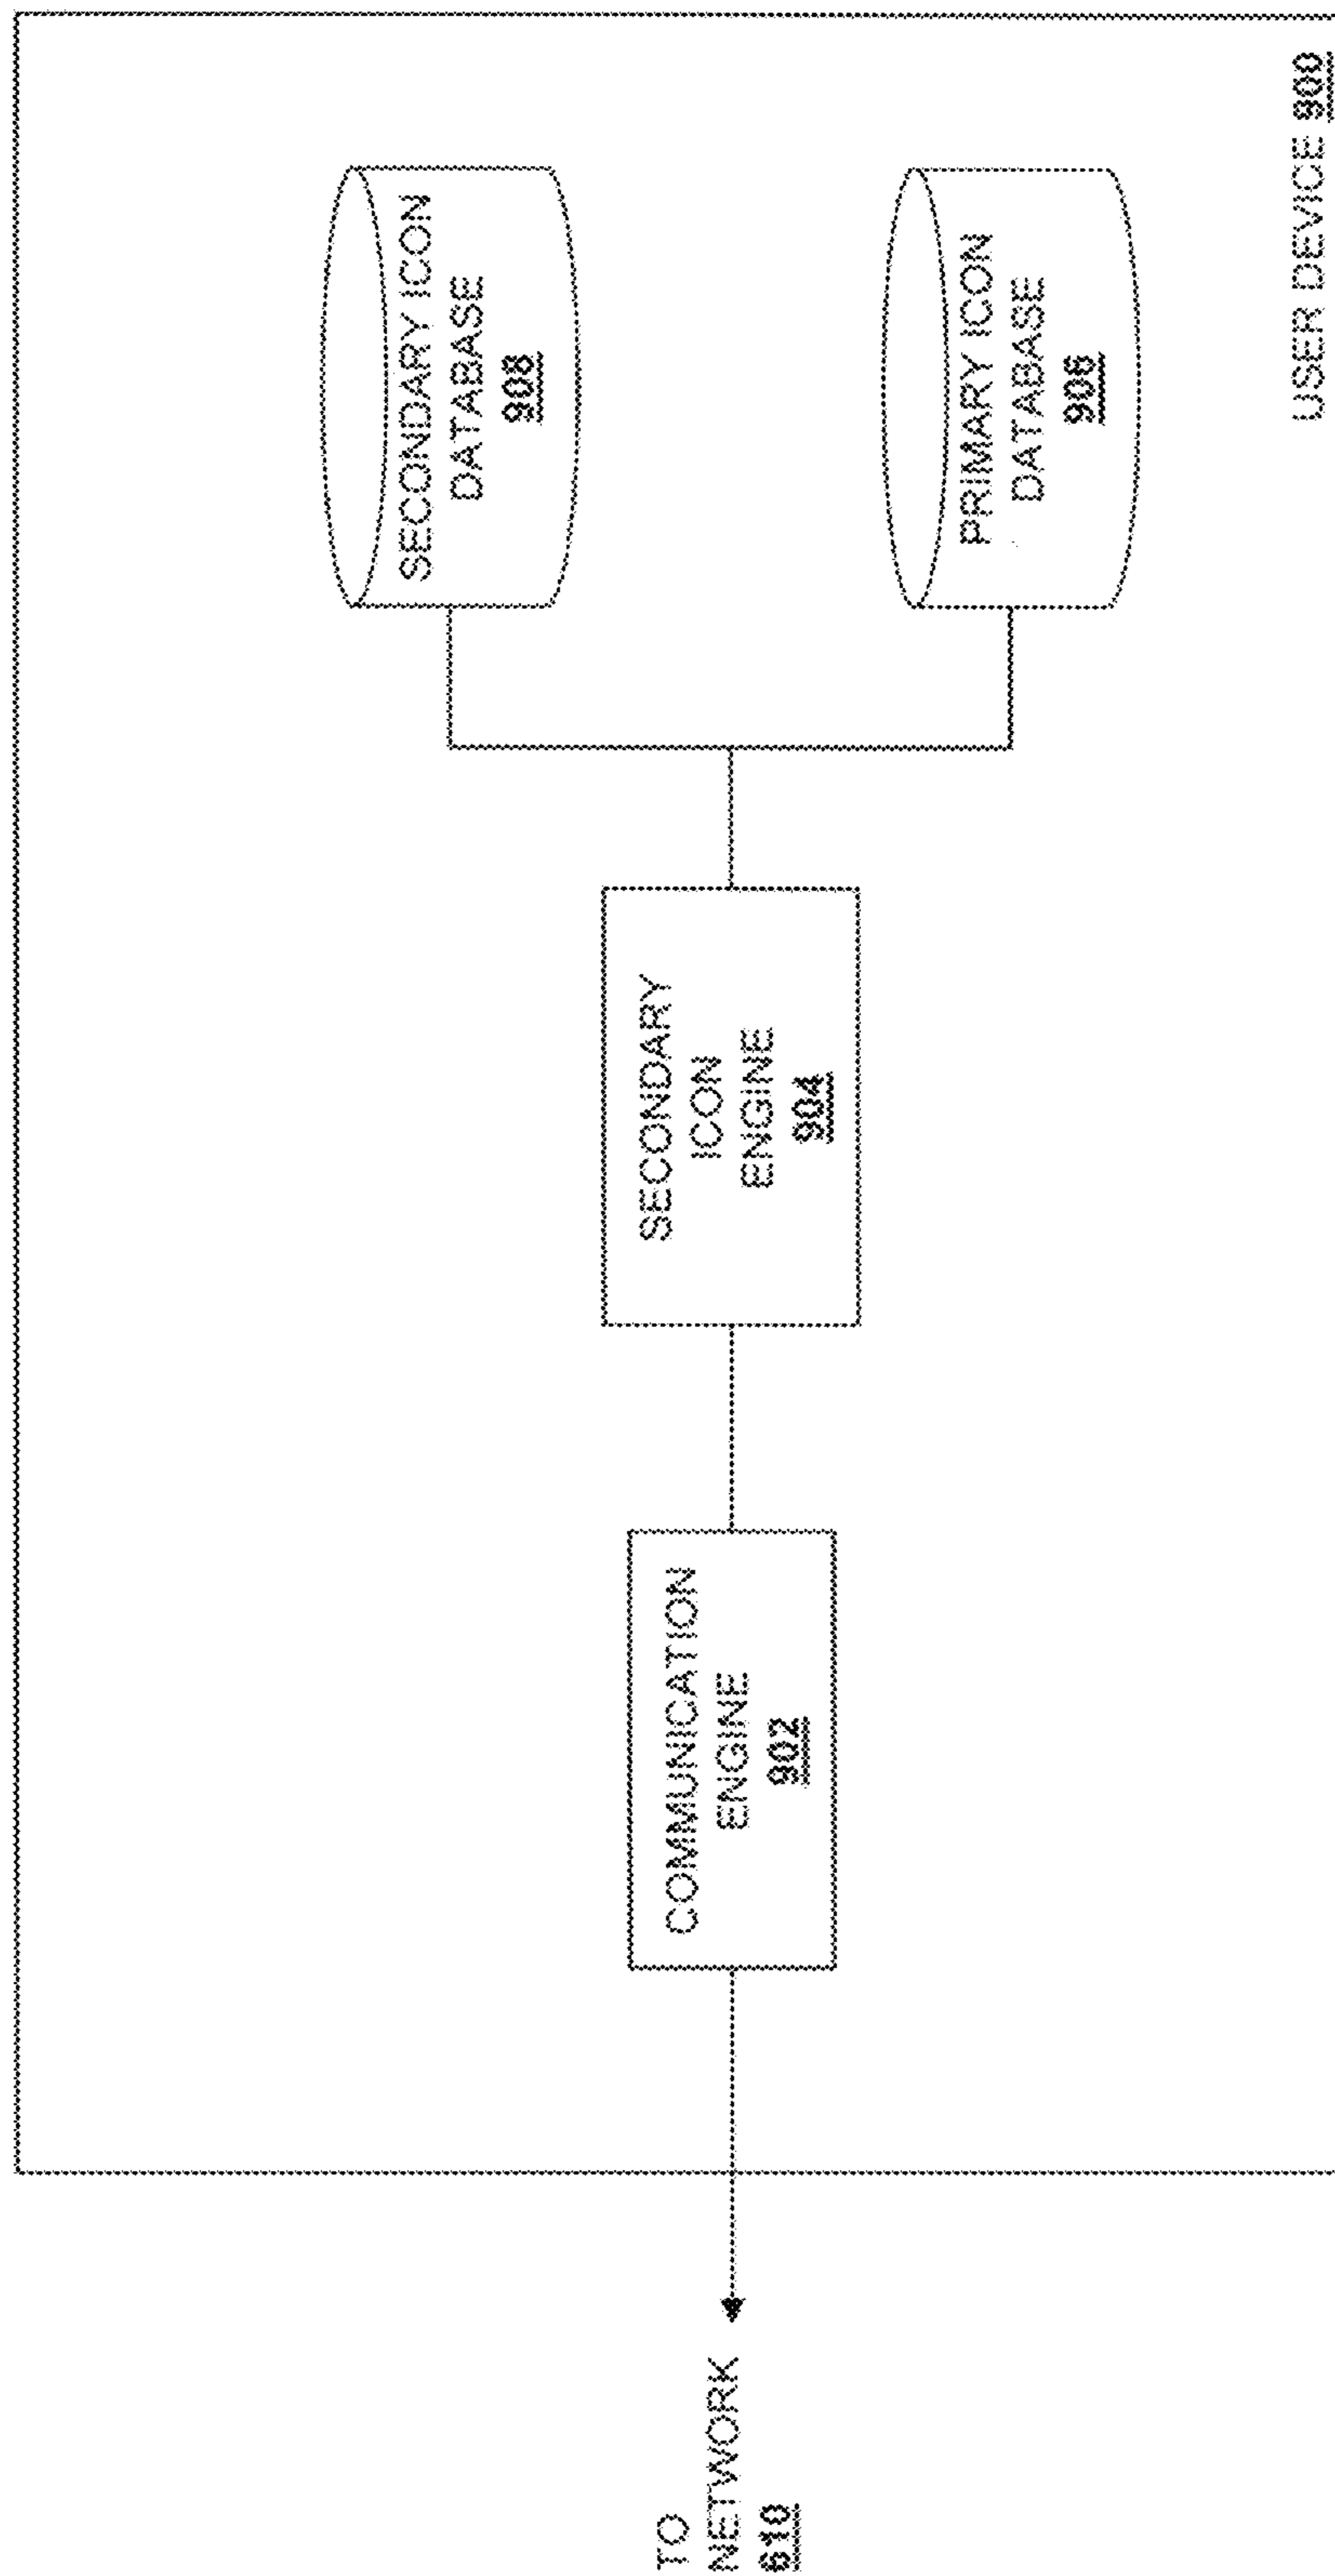 TO
NETWORK
610
COMMUNICATION
ENGINE
902
SECONDARY
ICON
ENGINE
904
SECONDARY ICON
DATABASE
908
PRIMARY ICON
DATABASE
906
USER DEVICE 900